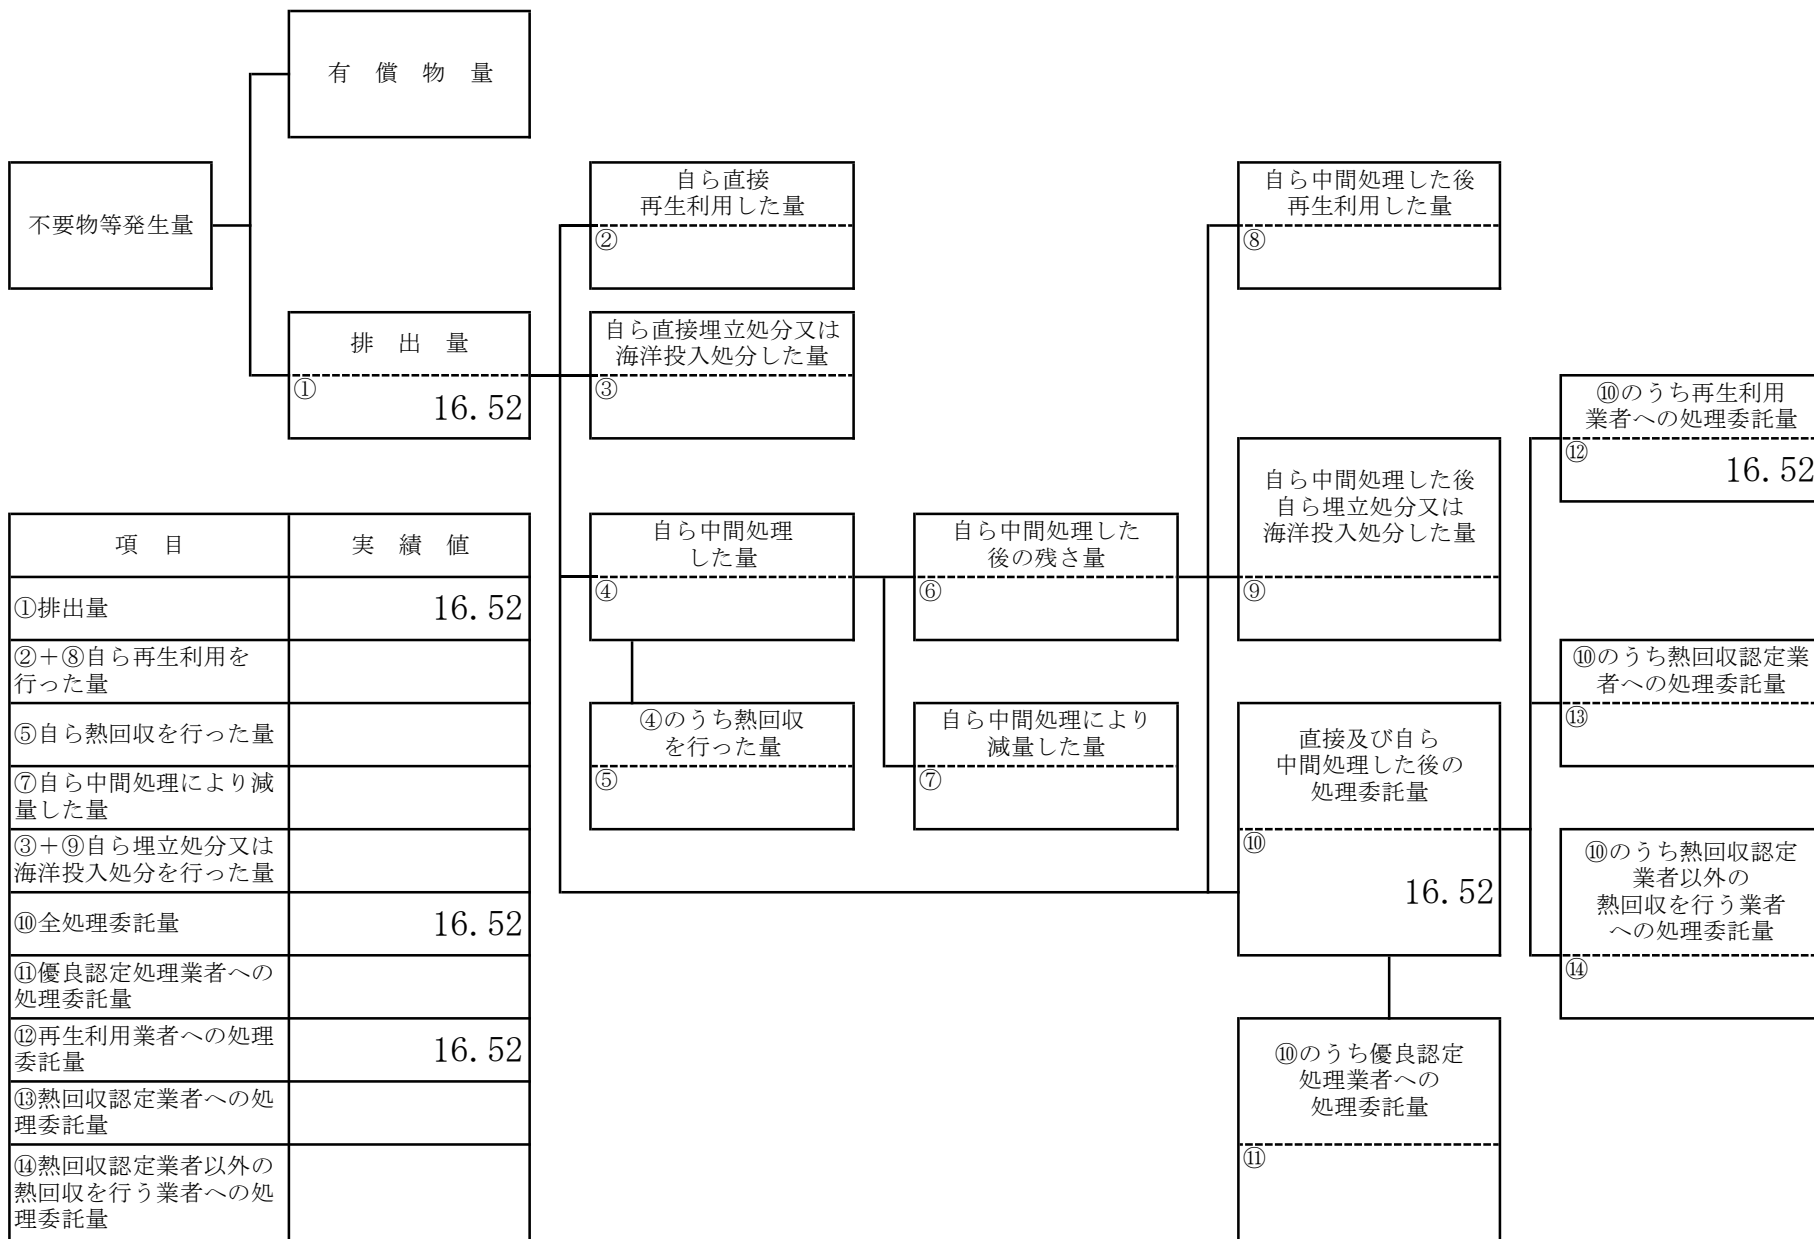 有 償 物 量
不要物等発生量
排 出 量
①
16.52
自ら直接
再生利用した量
②
自ら直接埋立処分又は
海洋投入処分した量
③
自ら中間処理
した量
④
④のうち熱回収
を行った量
⑤
自ら中間処理した
後の残さ量
⑥
自ら中間処理により
減量した量
⑦
自ら中間処理した後
再生利用した量
⑧
自ら中間処理した後
自ら埋立処分又は
海洋投入処分した量
⑨
直接及び自ら
中間処理した後の
処理委託量
⑩
16.52
⑩のうち優良認定
処理業者への
処理委託量
⑪
⑩のうち再生利用
業者への処理委託量
⑫
16.52
⑩のうち熱回収認定業
者への処理委託量
⑬
⑩のうち熱回収認定
業者以外の
熱回収を行う業者
への処理委託量
⑭
項 目 実 績 値
①排出量 16.52
②+⑧自ら再生利用を
行った量
⑤自ら熱回収を行った量
⑦自ら中間処理により減
量した量
③+⑨自ら埋立処分又は
海洋投入処分を行った量
⑩全処理委託量 16.52
⑪優良認定処理業者への
処理委託量
⑫再生利用業者への処理
委託量 16.52
⑬熱回収認定業者への処
理委託量
⑭熱回収認定業者以外の
熱回収を行う業者への処
理委託量